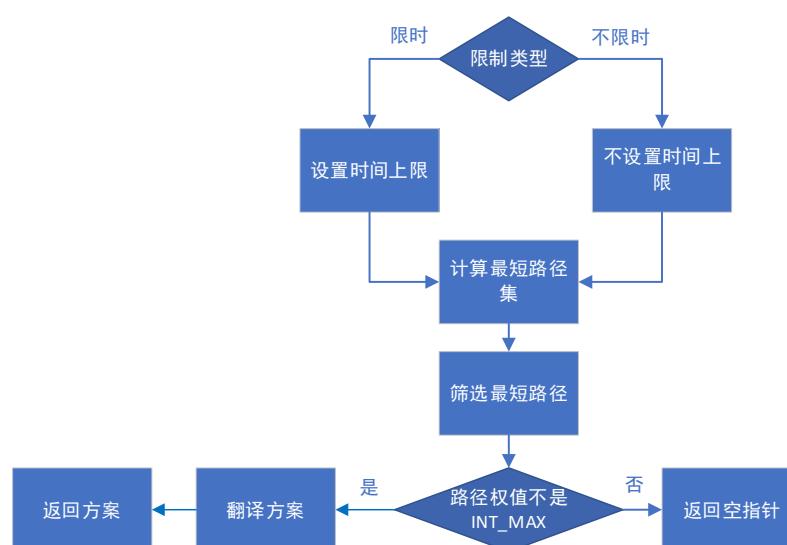 限时
不限时
限制类型
设置时间上限
不设置时间上
限
计算最短路径
集
筛选最短路径
是
否
返回方案
翻译方案
路径权值不是
INT_MAX
返回空指针